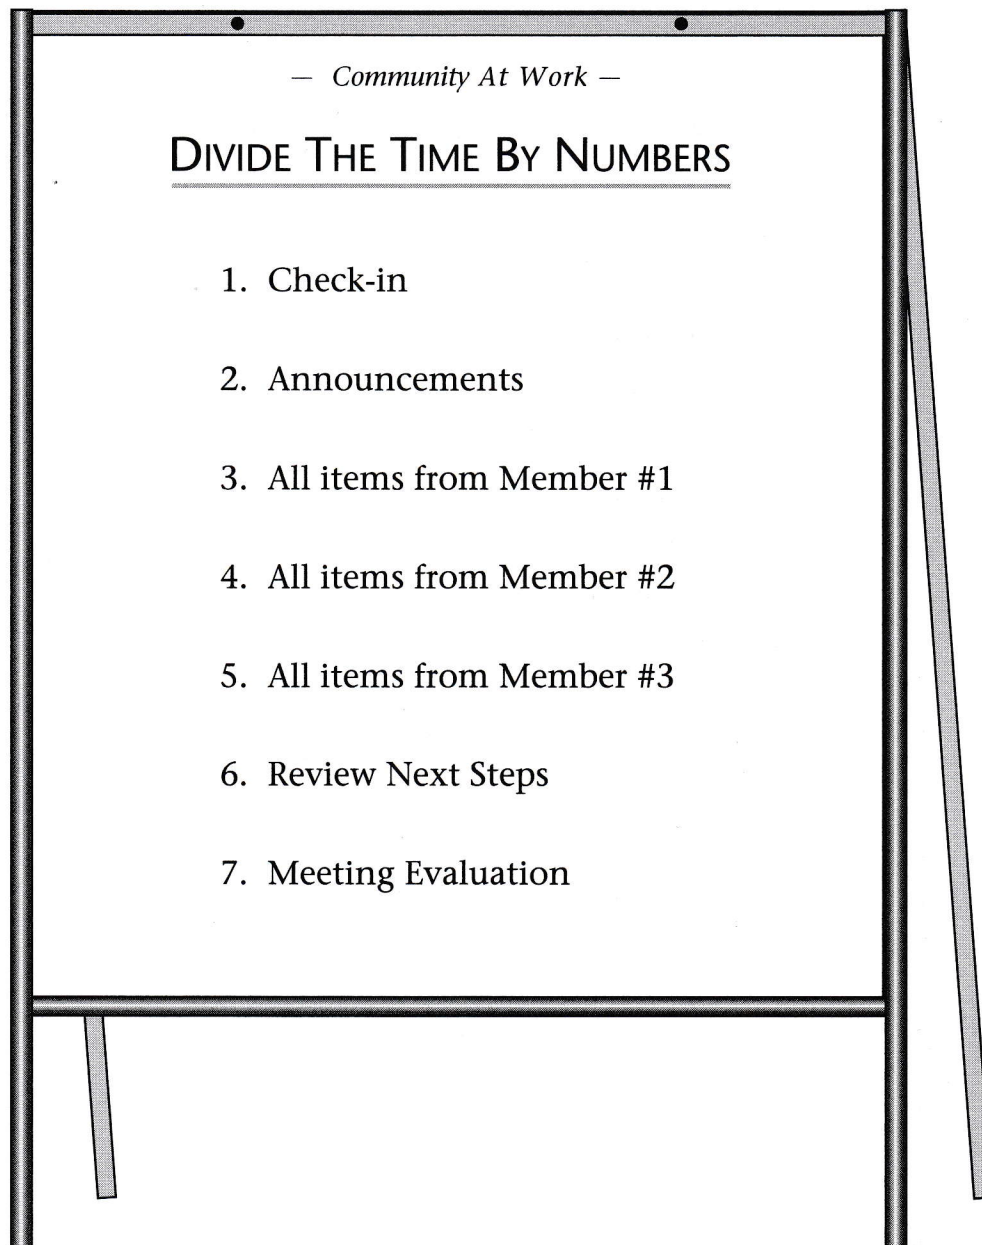 — Community At Work —
DIVIDE THE TIME BY NUMBERS
1. Check-in
2. Announcements
3. All items from Member #1
4. All items from Member #2
5. All items from Member #3
6. Review Next Steps
7. Meeting Evaluation